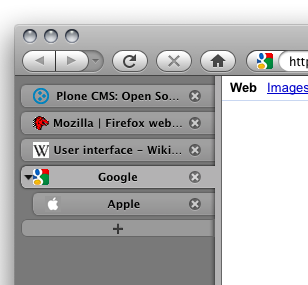 http
Plone CMS: Open So...
Web Images
Mozilla | Firefox web...
User interface – Wiki...
Google
Apple